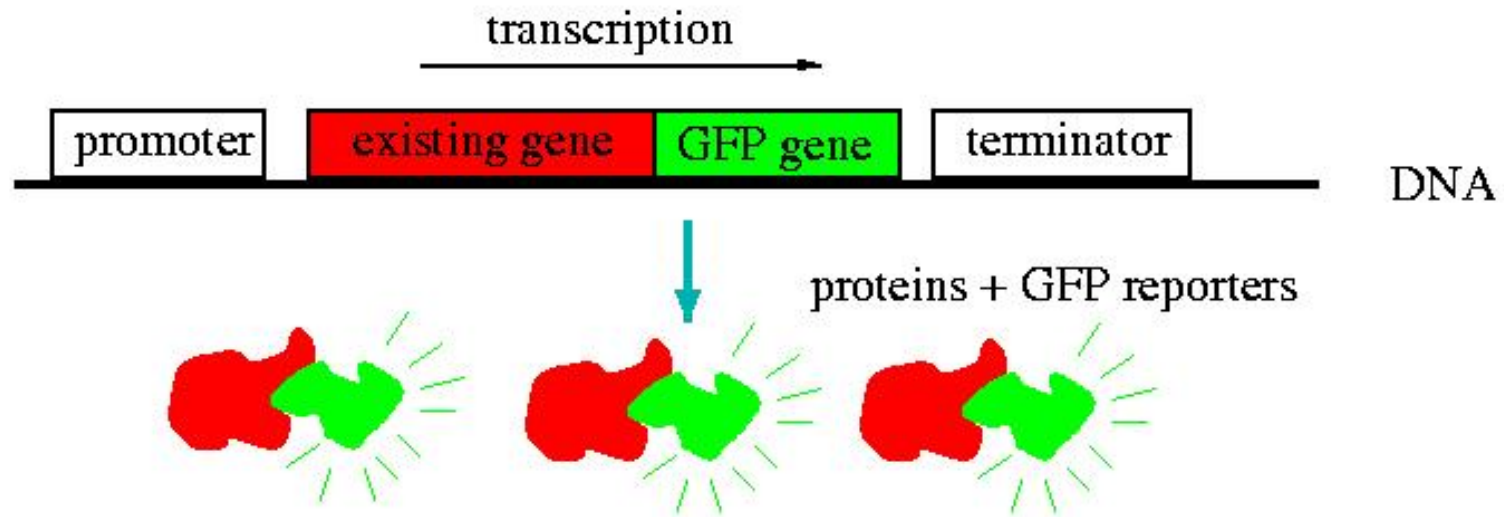 transcription
promoter existing gene GFP gene terminator
DNA
proteins + GFP reporters